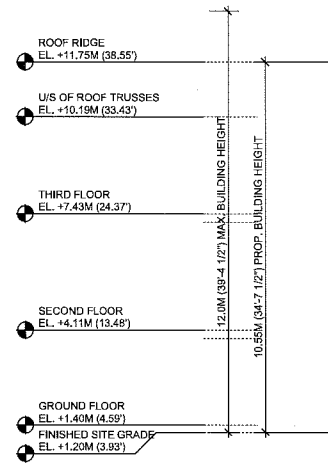 ROOF RIDGE
EL. +11.75M (38.55')
U/S OF ROOF TRUSSES
EL. +10.19M (33.43')
THIRD FLOOR
EL. +7.43M (24.37')
SECOND FLOOR
EL. +4.11M (13.48')
GROUND FLOOR
EL. +1.40M (4.59')
FINISHED SITE GRADE
EL. +1.20M (3.93')
12.0M (39'-4 1/2") MAX. BUILDING HEIGHT
10.55M (34'-7 1/2") PROP. BUILDING HEIGHT